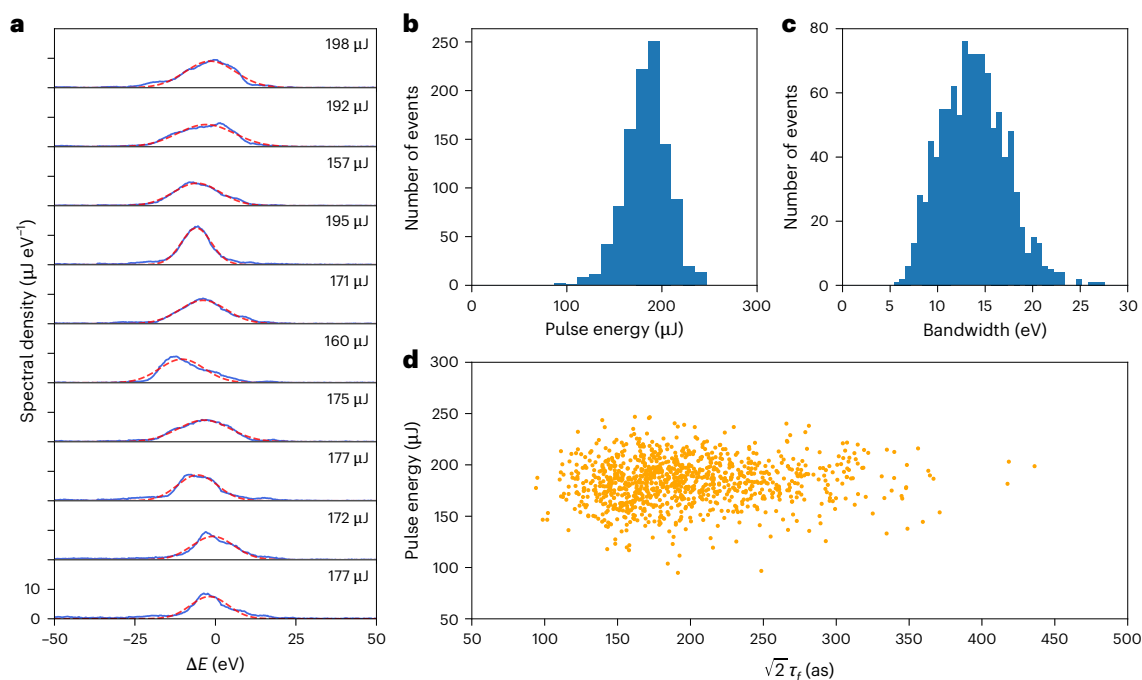 a
198 µJ
192 µJ
157 µJ
195 µJ
171 µJ
160 µJ
175 µJ
177 µJ
172 µJ
177 µJ
Spectral density (µJ eV⁻¹)
10
0
−50 −25 0 25 50
ΔE (eV)
b
Number of events
250
200
150
100
50
0
0 100 200 300
Pulse energy (µJ)
c
Number of events
80
60
40
20
0
0 5 10 15 20 25 30
Bandwidth (eV)
d
Pulse energy (µJ)
300
250
200
150
100
50
50 100 150 200 250 300 350 400 450 500
√2 τf (as)